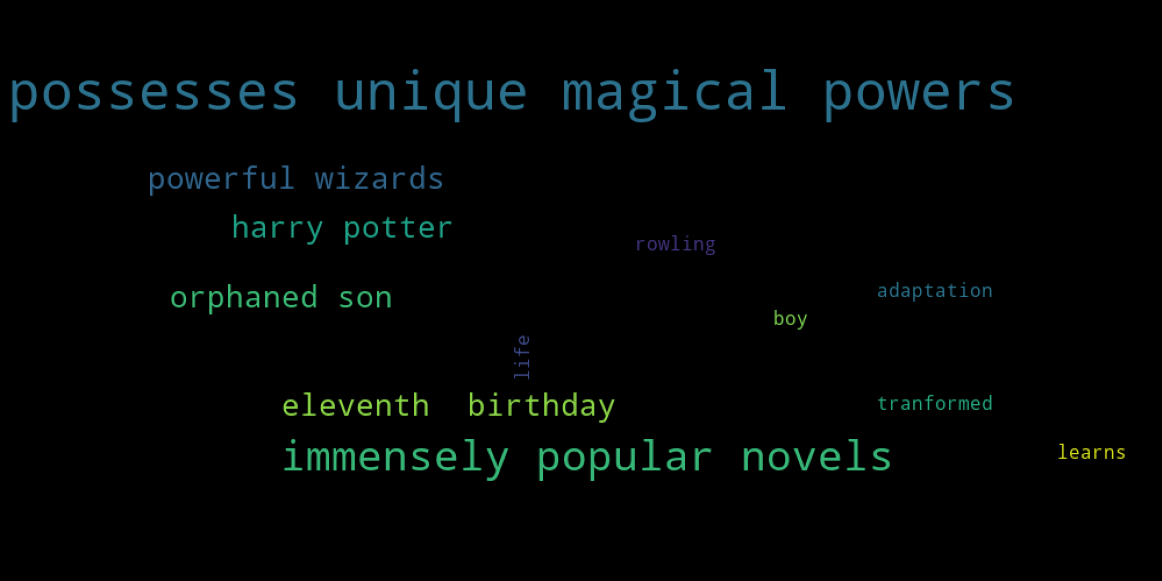 possesses unique magical powers
powerful wizards
harry potter
rowling
adaptation
orphaned son
boy
life
eleventh  birthday
tranformed
immensely popular novels
learns